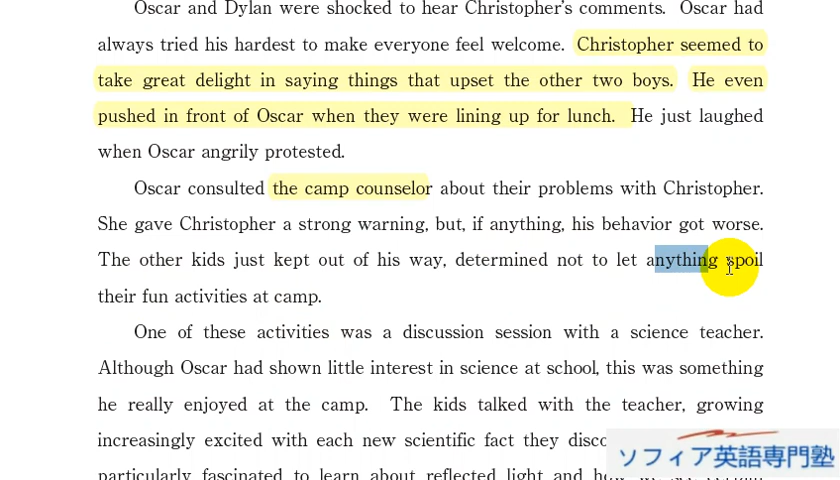 Oscar and Dylan were shocked to hear Christopher's comments. Oscar had
always tried his hardest to make everyone feel welcome. Christopher seemed to
take great delight in saying things that upset the other two boys. He even
pushed in front of Oscar when they were lining up for lunch. He just laughed
when Oscar angrily protested.
Oscar consulted the camp counselor about their problems with Christopher.
She gave Christopher a strong warning, but, if anything, his behavior got worse.
The other kids just kept out of his way, determined not to let anything spoil
their fun activities at camp.
One of these activities was a discussion session with a science teacher.
Although Oscar had shown little interest in science at school, this was something
he really enjoyed at the camp. The kids talked with the teacher, growing
increasingly excited with each new scientific fact they disco
particularly fascinated to learn about reflected light and how we see certain
ソフィア英語専門塾